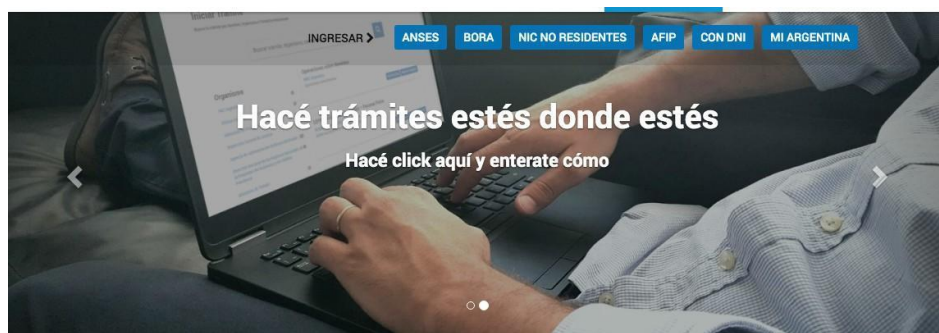 INGRESAR
ANSES
BORA
NIC NO RESIDENTES
AFIP
CON DNI
MI ARGENTINA
Organismos
Hacé trámites estés donde estés
Hacé click aquí y enterate cómo